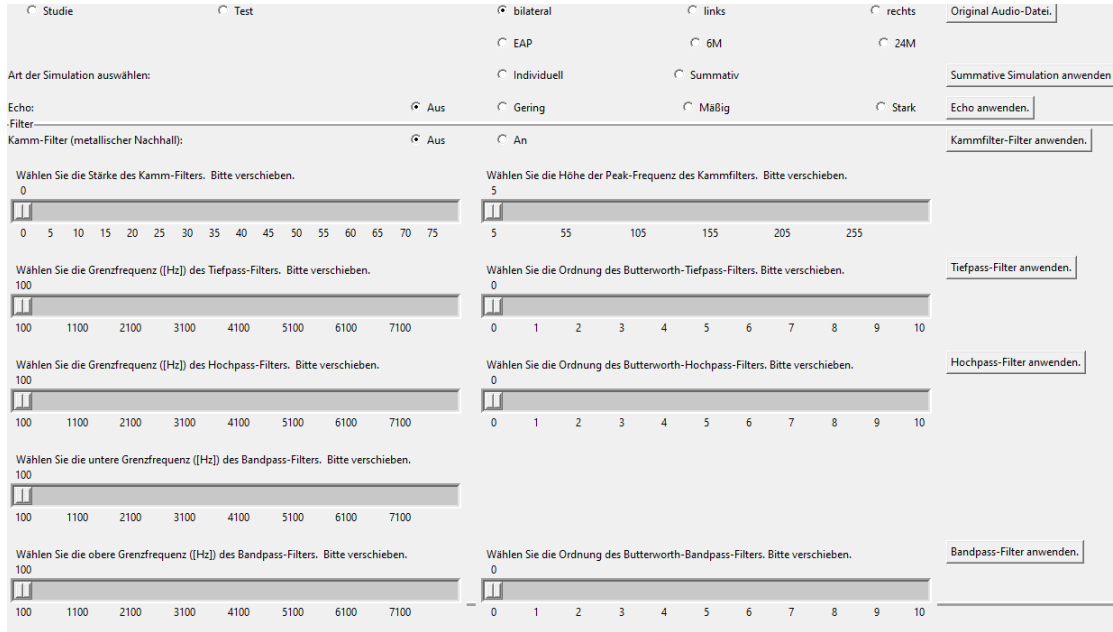 Studie Test bilateral links rechts Original Audio-Datei.
EAP 6M 24M
Art der Simulation auswählen: Individuell Summativ Summative Simulation anwenden
Echo: Aus Gering Mäßig Stark Echo anwenden.
Filter
Kamm-Filter (metallischer Nachhall): Aus An Kammfilter-Filter anwenden.
Wählen Sie die Stärke des Kamm-Filters. Bitte verschieben. Wählen Sie die Höhe der Peak-Frequenz des Kammfilters. Bitte verschieben.
0 5
0 5 10 15 20 25 30 35 40 45 50 55 60 65 70 75 5 55 105 155 205 255
Wählen Sie die Grenzfrequenz ([Hz]) des Tiefpass-Filters. Bitte verschieben. Wählen Sie die Ordnung des Butterworth-Tiefpass-Filters. Bitte verschieben. Tiefpass-Filter anwenden.
100 0
100 1100 2100 3100 4100 5100 6100 7100 0 1 2 3 4 5 6 7 8 9 10
Wählen Sie die Grenzfrequenz ([Hz]) des Hochpass-Filters. Bitte verschieben. Wählen Sie die Ordnung des Butterworth-Hochpass-Filters. Bitte verschieben. Hochpass-Filter anwenden.
100 0
100 1100 2100 3100 4100 5100 6100 7100 0 1 2 3 4 5 6 7 8 9 10
Wählen Sie die untere Grenzfrequenz ([Hz]) des Bandpass-Filters. Bitte verschieben.
100
100 1100 2100 3100 4100 5100 6100 7100
Wählen Sie die obere Grenzfrequenz ([Hz]) des Bandpass-Filters. Bitte verschieben. Wählen Sie die Ordnung des Butterworth-Bandpass-Filters. Bitte verschieben. Bandpass-Filter anwenden.
100 0
100 1100 2100 3100 4100 5100 6100 7100 0 1 2 3 4 5 6 7 8 9 10